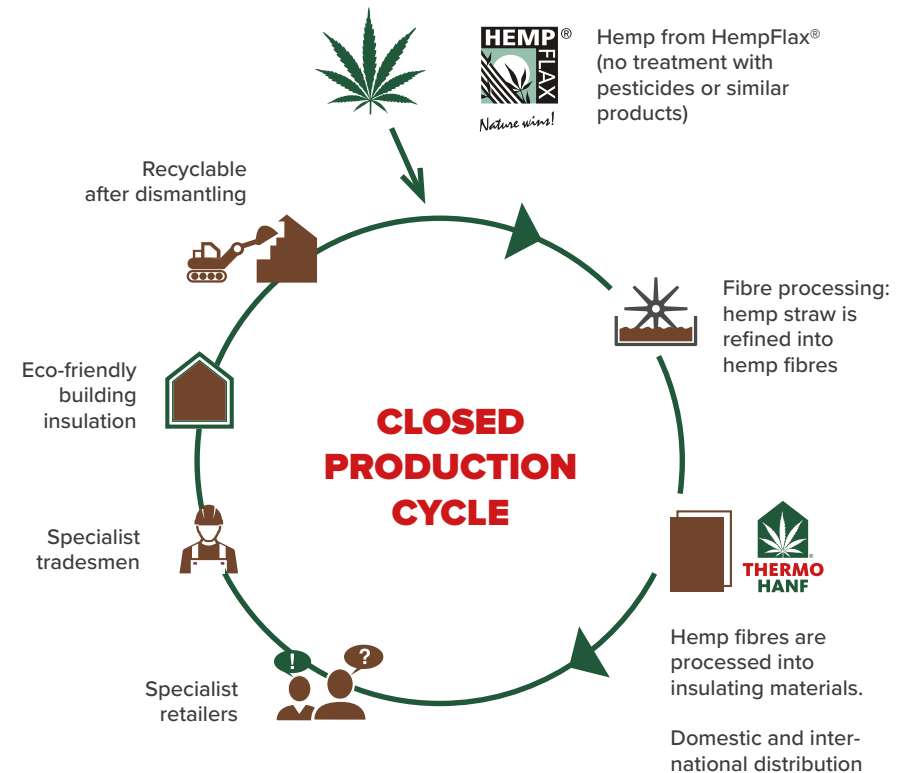 HEMP®
FLAX
Nature wins!
Hemp from HempFlax®
(no treatment with
pesticides or similar
products)
Recyclable
after dismantling
Fibre processing:
hemp straw is
refined into
hemp fibres
Eco-friendly
building
insulation
CLOSED
PRODUCTION
CYCLE
Specialist
tradesmen
®
THERMO
HANF
Hemp fibres are
processed into
insulating materials.
Domestic and inter-
national distribution
!
?
Specialist
retailers